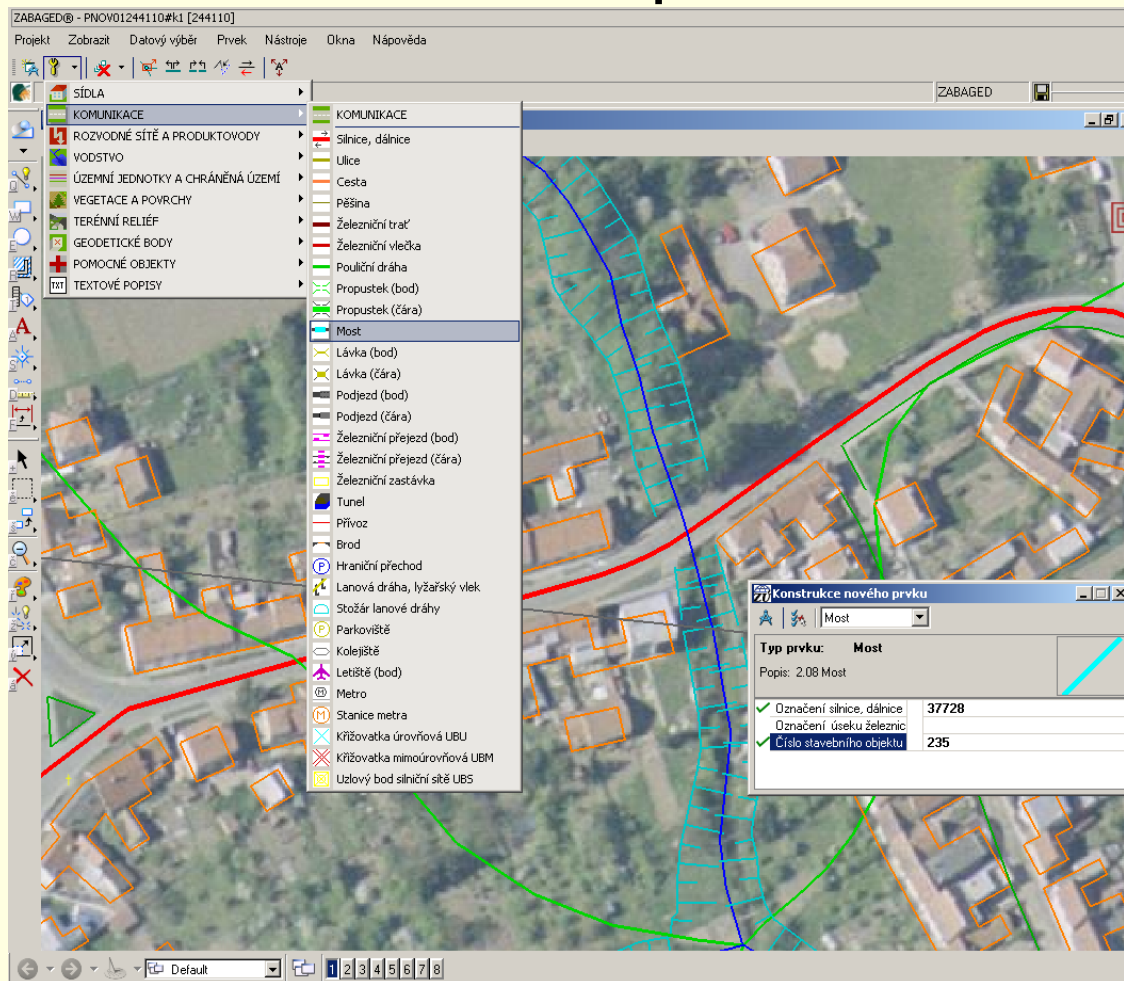 ZABAGED® - PNOV01244110#k1 [244110]
Projekt Zobrazit Datový výběr Prvek Nástroje Okna Nápověda
ZABAGED
SÍDLA
KOMUNIKACE
ROZVODNÉ SÍTĚ A PRODUKTOVODY
VODSTVO
ÚZEMNÍ JEDNOTKY A CHRÁNĚNÁ ÚZEMÍ
VEGETACE A POVRCHY
TERÉNNÍ RELIÉF
GEODETICKÉ BODY
POMOCNÉ OBJEKTY
TXT TEXTOVÉ POPISY
KOMUNIKACE
Silnice, dálnice
Ulice
Cesta
Pěšina
Železniční trať
Železniční vlečka
Pouliční dráha
Propustek (bod)
Propustek (čára)
Most
Lávka (bod)
Lávka (čára)
Podjezd (bod)
Podjezd (čára)
Železniční přejezd (bod)
Železniční přejezd (čára)
Železniční zastávka
Tunel
Přívoz
Brod
Hraniční přechod
Lanová dráha, lyžařský vlek
Stožár lanové dráhy
Parkoviště
Kolejiště
Letiště (bod)
Metro
Stanice metra
Křižovatka úrovňová UBU
Křižovatka mimoúrovňová UBM
Uzlový bod silniční sítě UBS
Konstrukce nového prvku
Most
Typ prvku: Most
Popis: 2.08 Most
Označení silnice, dálnice 37728
Označení úseku železnic
Číslo stavebního objektu 235
Default
1 2 3 4 5 6 7 8